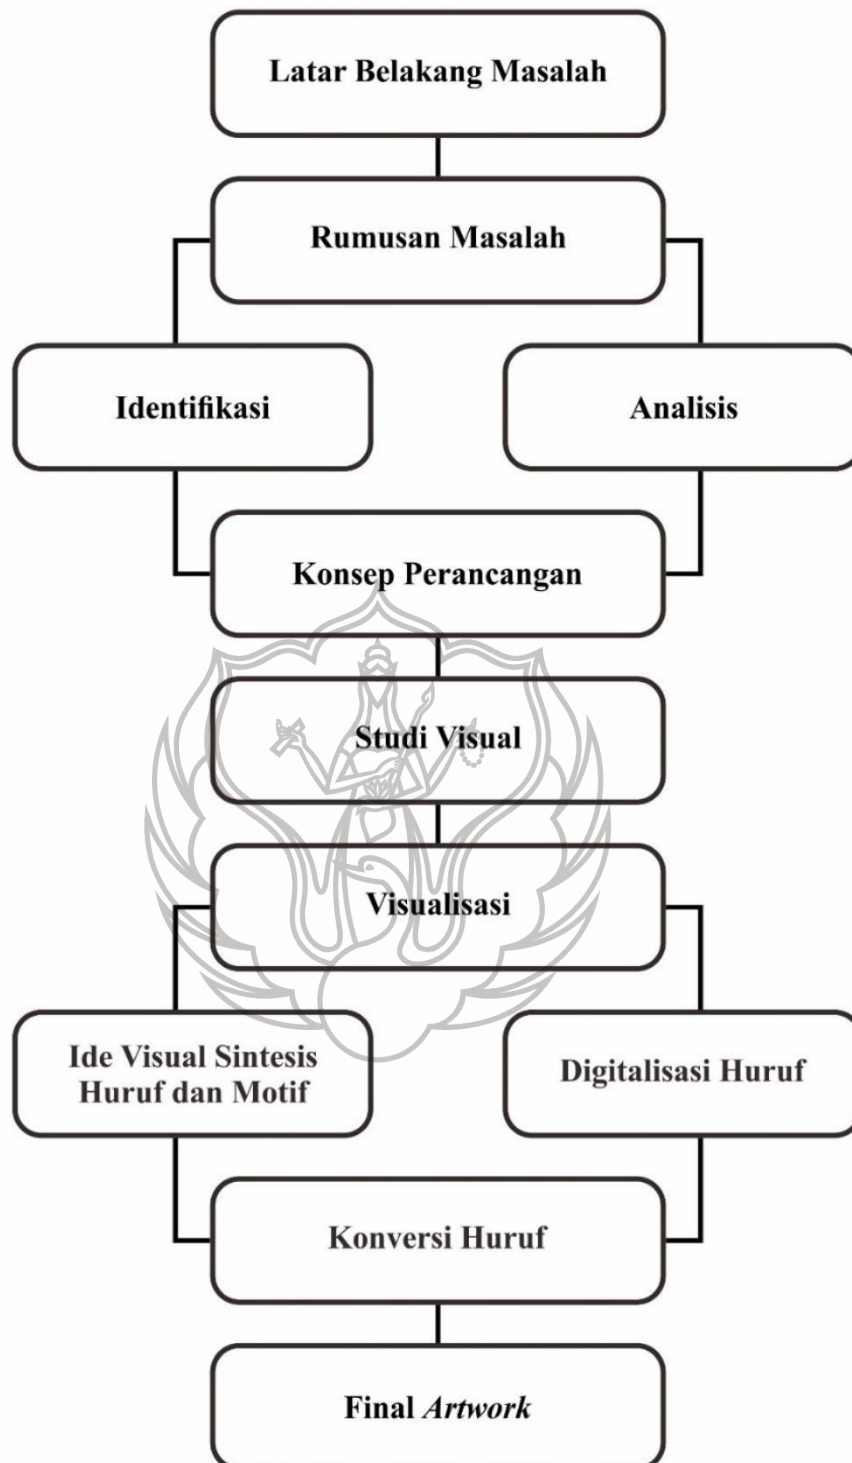 Latar Belakang Masalah
Rumusan Masalah
Identifikasi
Analisis
Konsep Perancangan
Studi Visual
Visualisasi
Ide Visual Sintesis
Huruf dan Motif
Digitalisasi Huruf
Konversi Huruf
Final Artwork